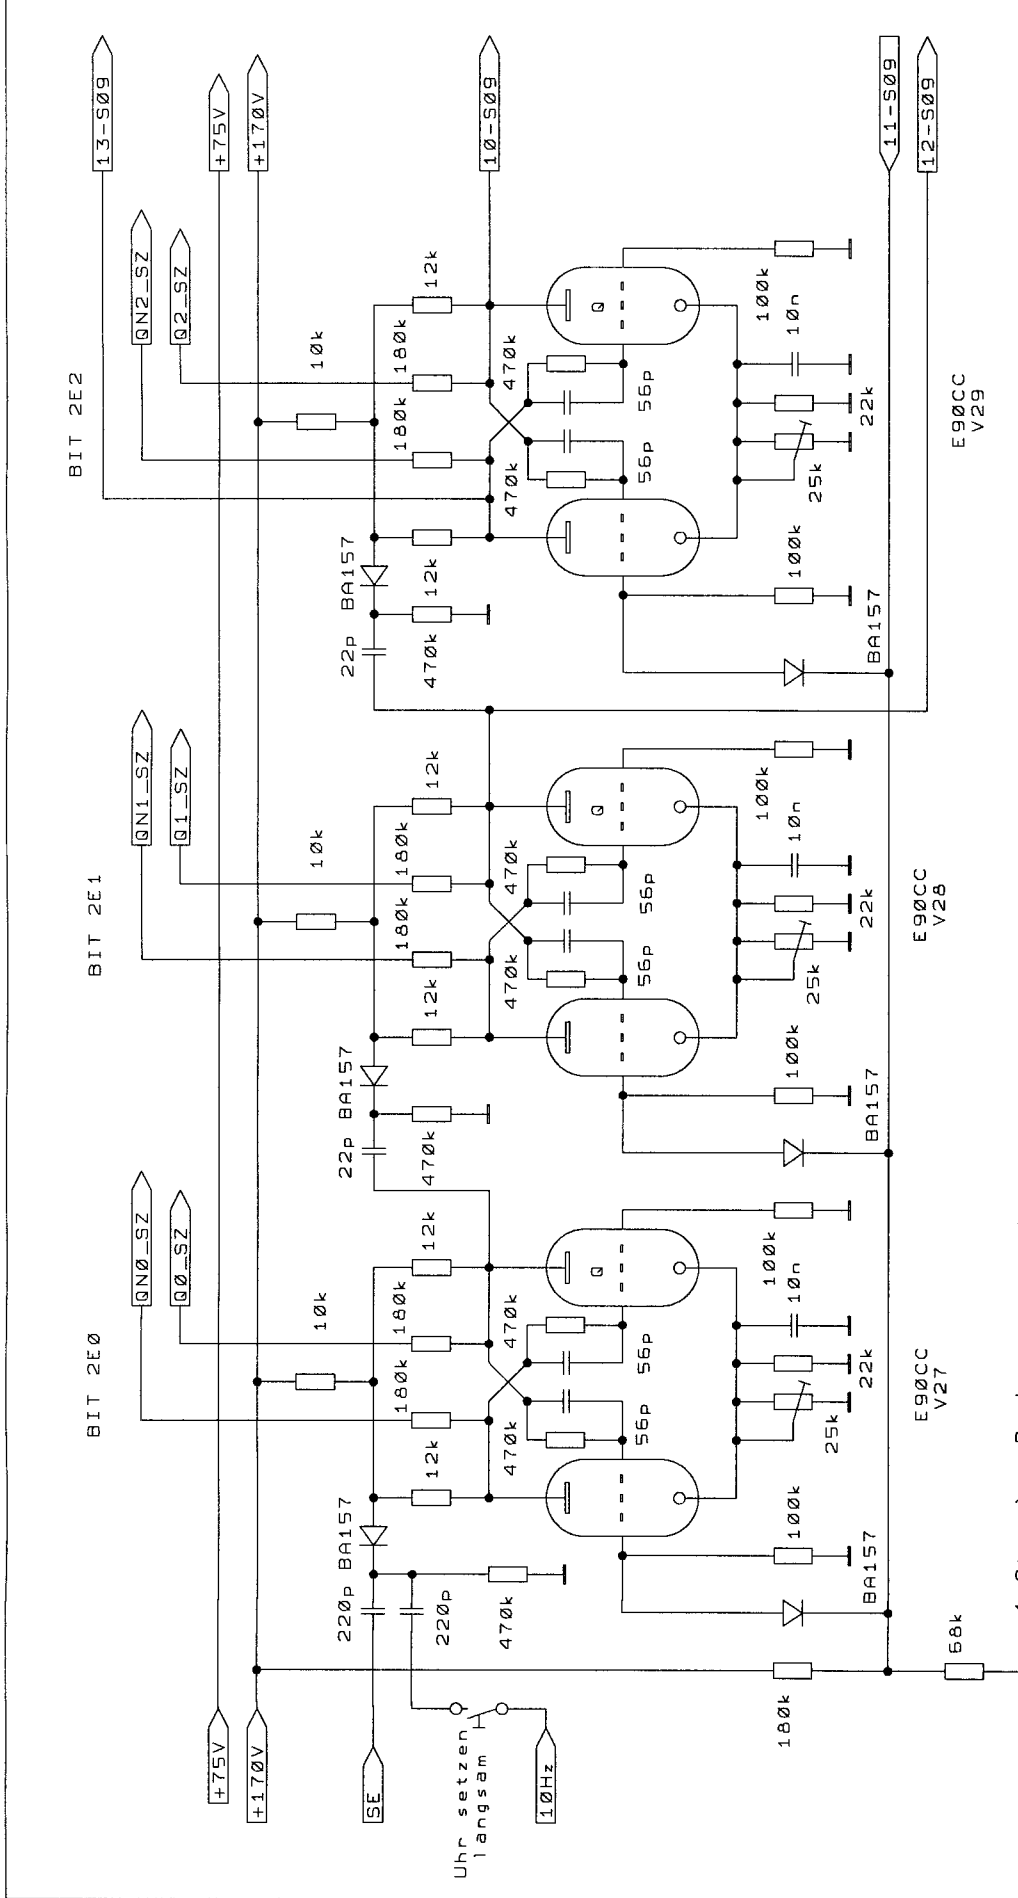 BIT 2E0
BIT 2E1
BIT 2E2
QN0_SZ
Q0_SZ
QN1_SZ
Q1_SZ
QN2_SZ
Q2_SZ
13-S09
+75V
+75V
+170V
+170V
10-S09
11-S09
12-S09
SE
Uhr setzen
langsam
10Hz
220p
BA157
220p
470k
10k
12k
180k
180k
12k
470k
470k
56p
56p
100k
25k
22k
10n
100k
BA157
180k
68k
E90CC
V27
Q
22p
BA157
470k
10k
12k
180k
180k
12k
470k
470k
56p
56p
100k
25k
22k
10n
100k
BA157
E90CC
V28
Q
22p
BA157
470k
10k
12k
180k
180k
12k
470k
470k
56p
56p
100k
25k
22k
10n
100k
BA157
E90CC
V29
Q